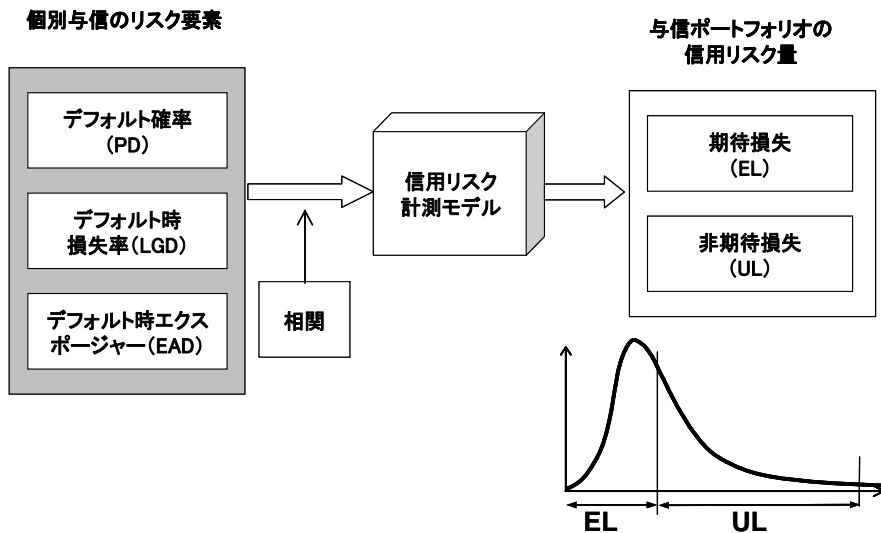 個別与信のリスク要素
デフォルト確率
(PD)
デフォルト時
損失率(LGD)
デフォルト時エクス
ポージャー(EAD)
相関
信用リスク
計測モデル
与信ポートフォリオの
信用リスク量
期待損失
(EL)
非期待損失
(UL)
EL
UL